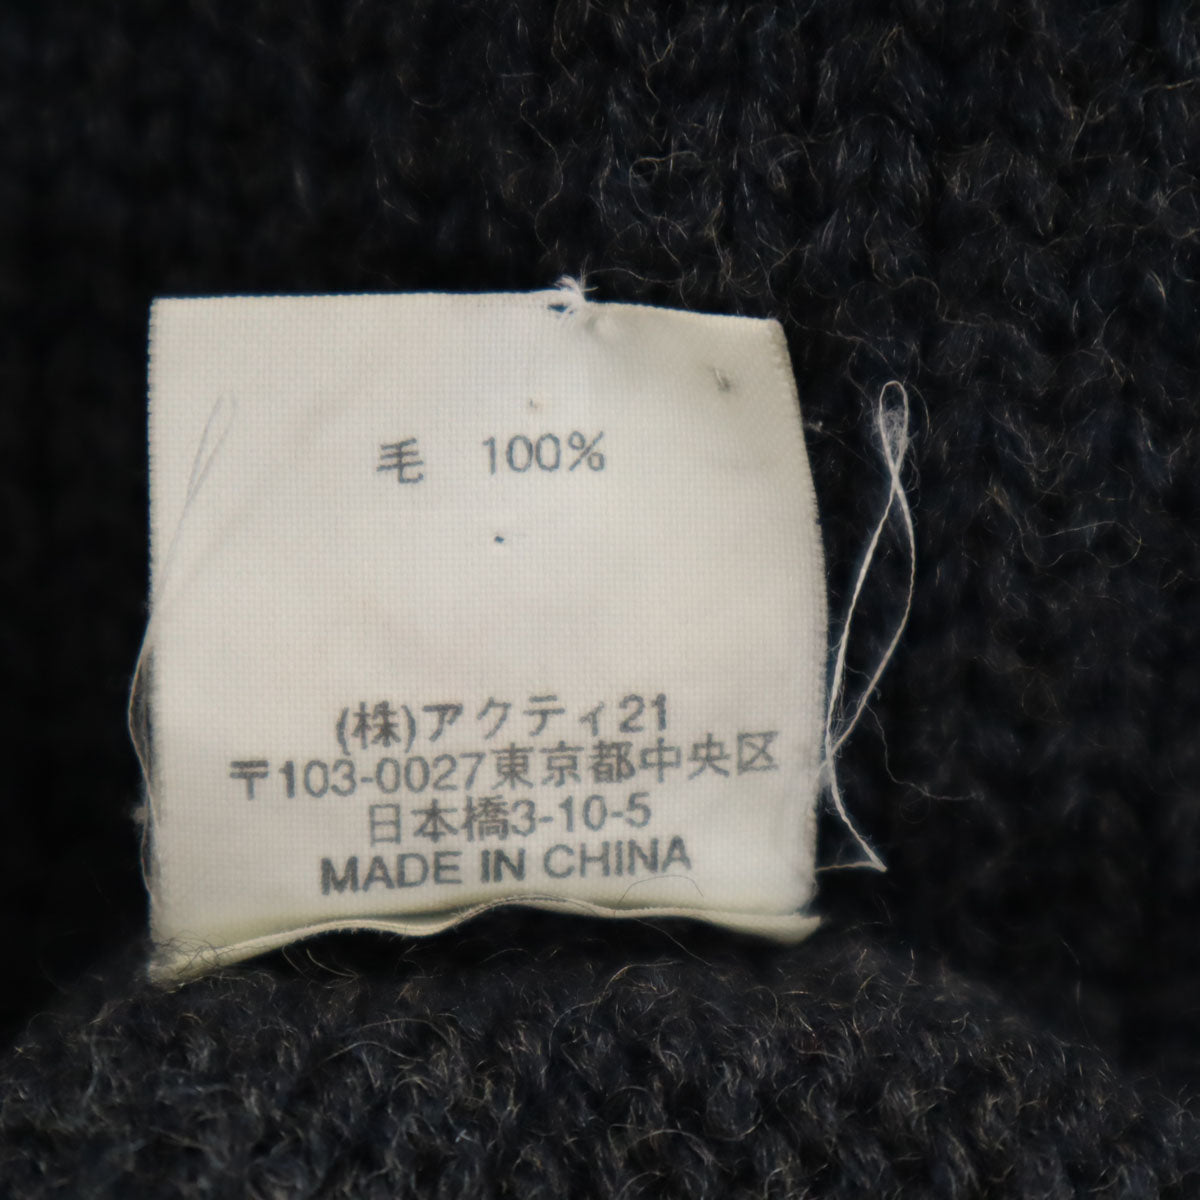 毛 100%
(株)アクティ21
〒103-0027東京都中央区
日本橋3-10-5
MADE IN CHINA